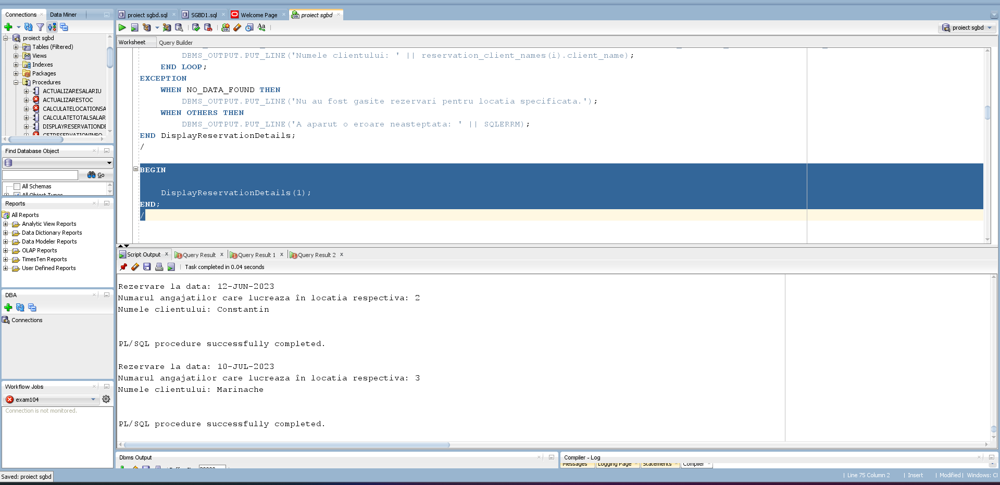 Connections
Data Miner
proiect sgbd
Tables (Filtered)
Views
Indexes
Packages
Procedures
ACTUALIZARESALARIU
ACTUALIZARESTOC
CALCULATELOCATIONSA
CALCULATETOTALSALAR
DISPLAYRESERVATIONDE
GETRESERVATIONINFO
Find Database Object
Go
All Schemas
All Object Types
Reports
All Reports
Analytic View Reports
Data Dictionary Reports
Data Modeler Reports
OLAP Reports
TimesTen Reports
User Defined Reports
DBA
Connections
Workflow Jobs
exam104
Connection is not monitored.
proiect sgbd.sql
SGBD1.sql
Welcome Page
proiect sgbd
proiect sgbd
Worksheet
Query Builder
DBMS_OUTPUT.PUT_LINE('Numele clientului: ' || reservation_client_names(i).client_name);
END LOOP;
EXCEPTION
WHEN NO_DATA_FOUND THEN
DBMS_OUTPUT.PUT_LINE('Nu au fost gasite rezervari pentru locatia specificata.');
WHEN OTHERS THEN
DBMS_OUTPUT.PUT_LINE('A aparut o eroare neasteptata: ' || SQLERRM);
END DisplayReservationDetails;
/
BEGIN
DisplayReservationDetails(1);
END;
/
Script Output
Query Result
Query Result 1
Query Result 2
Task completed in 0.04 seconds
Rezervare la data: 12-JUN-2023
Numarul angajatilor care lucreaza în locatia respectiva: 2
Numele clientului: Constantin
PL/SQL procedure successfully completed.
Rezervare la data: 10-JUL-2023
Numarul angajatilor care lucreaza în locatia respectiva: 3
Numele clientului: Marinache
PL/SQL procedure successfully completed.
Dbms Output
Compiler - Log
Messages
Logging Page
Statements
Compiler
Saved: proiect sgbd
Line 75 Column 2
Insert
Modified
Windows: C